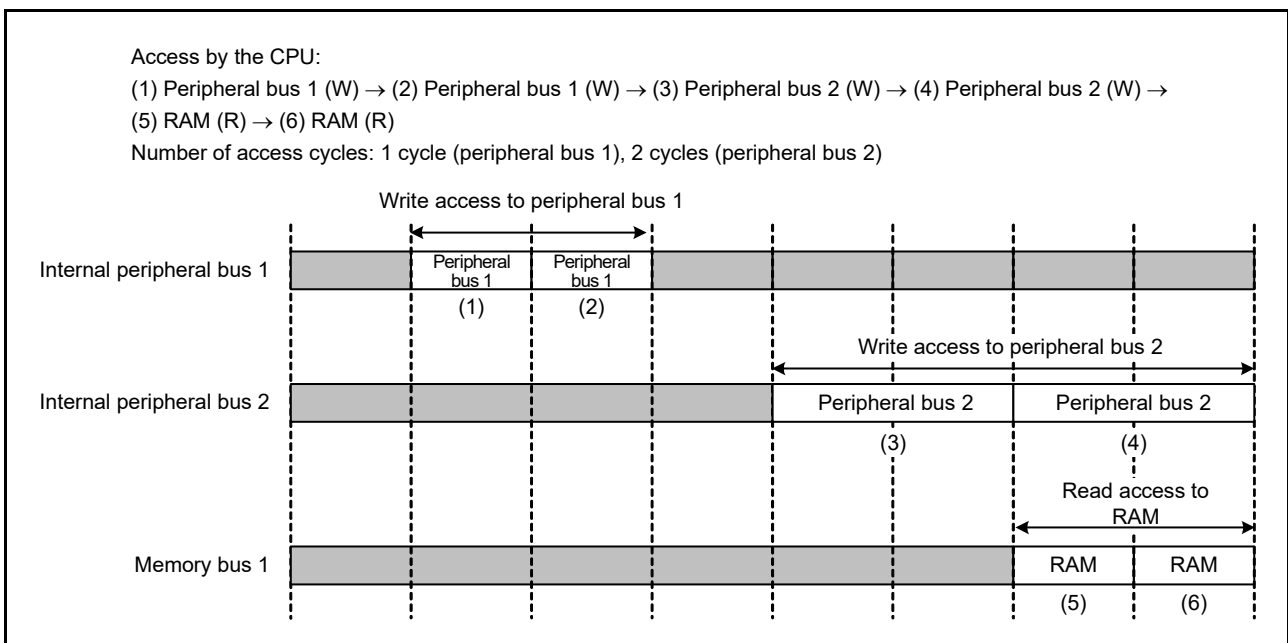 Access by the CPU:
(1) Peripheral bus 1 (W) → (2) Peripheral bus 1 (W) → (3) Peripheral bus 2 (W) → (4) Peripheral bus 2 (W) →
(5) RAM (R) → (6) RAM (R)
Number of access cycles: 1 cycle (peripheral bus 1), 2 cycles (peripheral bus 2)
Write access to peripheral bus 1
Internal peripheral bus 1
Peripheral
bus 1
Peripheral
bus 1
(1)
(2)
Write access to peripheral bus 2
Internal peripheral bus 2
Peripheral bus 2
Peripheral bus 2
(3)
(4)
Read access to
RAM
Memory bus 1
RAM
RAM
(5)
(6)